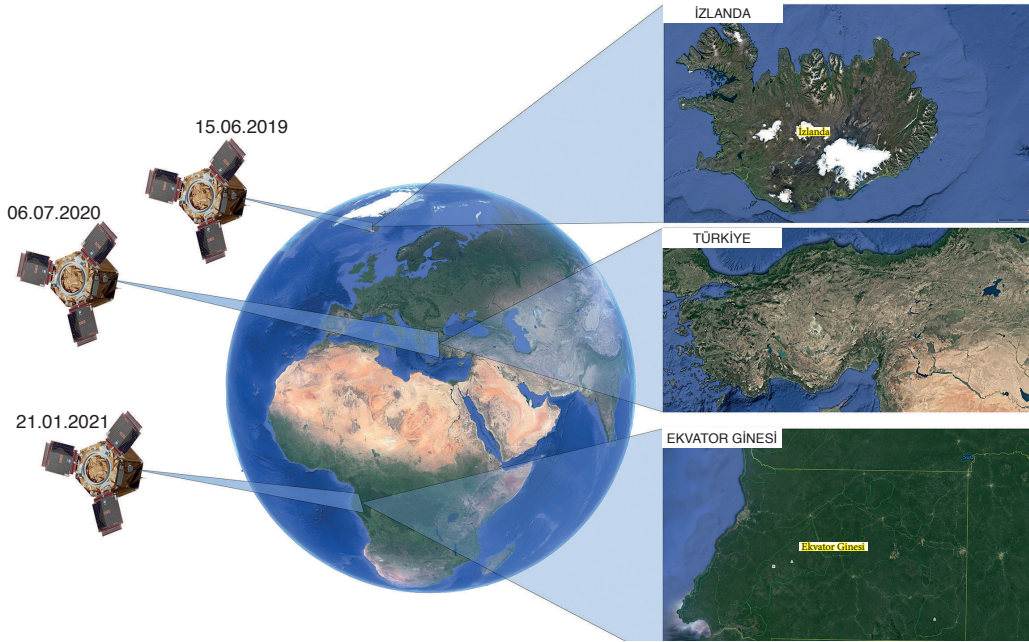 İZLANDA
15.06.2019
İzlanda
06.07.2020
TÜRKİYE
21.01.2021
EKVATOR GİNESİ
Ekvator Ginesi